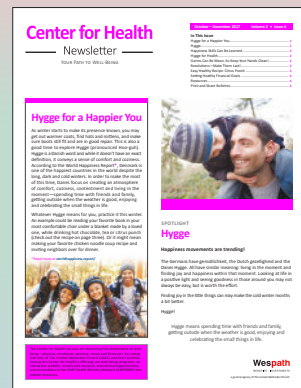 Center for Health
Newsletter
YOUR PATH TO WELL-BEING
October – December 2017 Volume 5 • Issue 4
In This Issue
Hygge for a Happier You
Hygge
Happiness Skills Can Be Learned
Hygge for Health
Germs Can Be Weary, So Keep Your Hands Clean!
Resolutions—Make Them Last!
Easy Healthy Recipe: Citrus Punch
Setting Healthy Financial Goals
Resources
Print and Share Bulletins
Hygge for a Happier You
As winter starts to make its presence known, you may
get out warmer coats, find hats and mittens, and make
sure boots still fit and are in good repair. This is also a
good time to explore Hygge (pronounced Hoo-guh).
Hygge is a Danish word and while it doesn't have an exact
definition, it conveys a sense of comfort and coziness.
According to the World Happiness Report*, Denmark is
one of the happiest countries in the world despite the
long, dark and cold winters. In order to make the most
of this time, Danes focus on creating an atmosphere
of comfort, coziness, contentment and living in the
moment—spending time with friends and family,
getting outside when the weather is good, enjoying
and celebrating the small things in life.
Whatever Hygge means for you, practice it this winter.
An example could be reading your favorite book in your
most comfortable chair under a blanket made by a loved
one, while drinking hot chocolate, tea or citrus punch
(check out the recipe on page three). Or it might mean
making your favorite chicken noodle soup recipe and
inviting neighbors over for dinner.
SPOTLIGHT
Hygge
Happiness movements are trending!
The Germans have gemütlichkeit, the Dutch gezelligheid and the
Danes Hygge. All have similar meaning: living in the moment and
finding joy and happiness within that moment. Looking at life in
a positive light and seeing goodness in those around you may not
always be easy, but is worth the effort.
Finding joy in the little things can may make the cold winter months
a bit better.
Hygge!
Hygge means spending time with friends and family,
getting outside when the weather is good, enjoying and
celebrating the small things in life.
Wespath